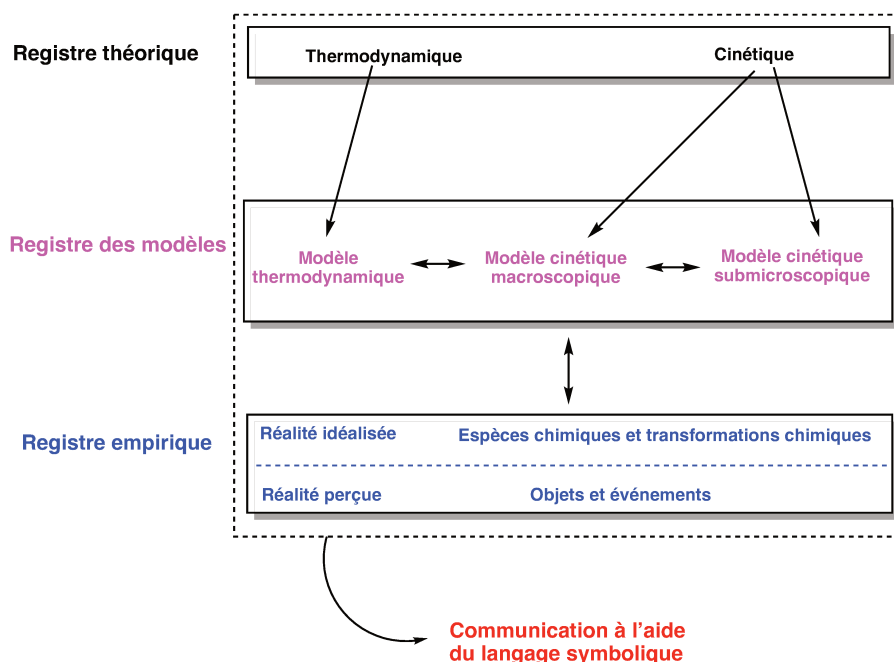 Registre théorique
Thermodynamique
Cinétique
Registre des modèles
Modèle
thermodynamique
Modèle cinétique
macroscopique
Modèle cinétique
submicroscopique
Registre empirique
Réalité idéalisée
Espèces chimiques et transformations chimiques
Réalité perçue
Objets et événements
Communication à l'aide
du langage symbolique